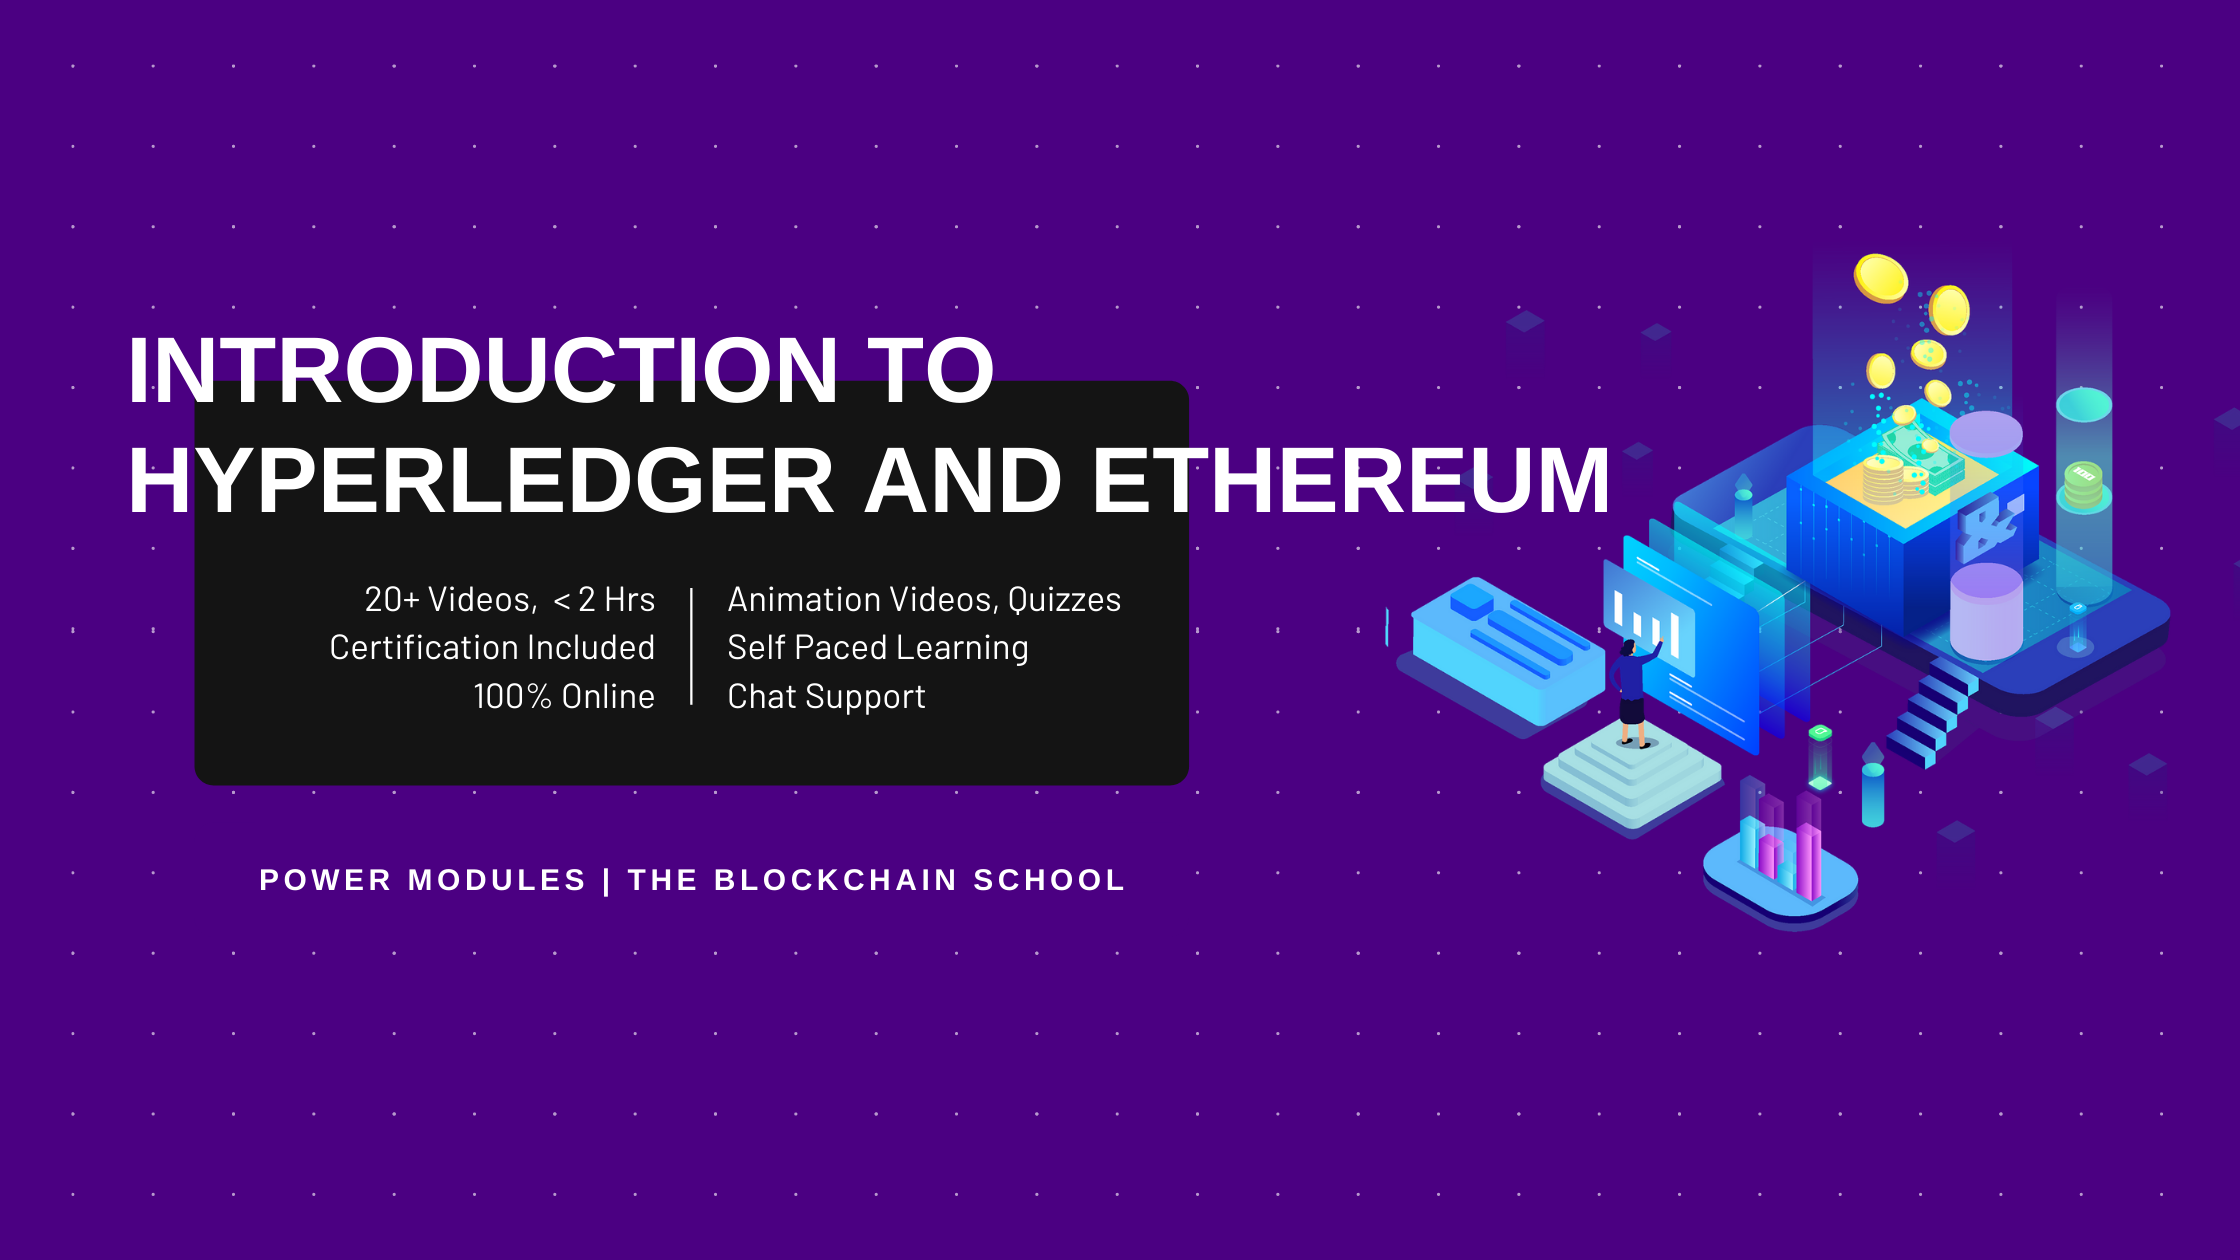 INTRODUCTION TO
HYPERLEDGER AND ETHEREUM
20+ Videos, < 2 Hrs
Certification Included
100% Online
Animation Videos, Quizzes
Self Paced Learning
Chat Support
POWER MODULES | THE BLOCKCHAIN SCHOOL